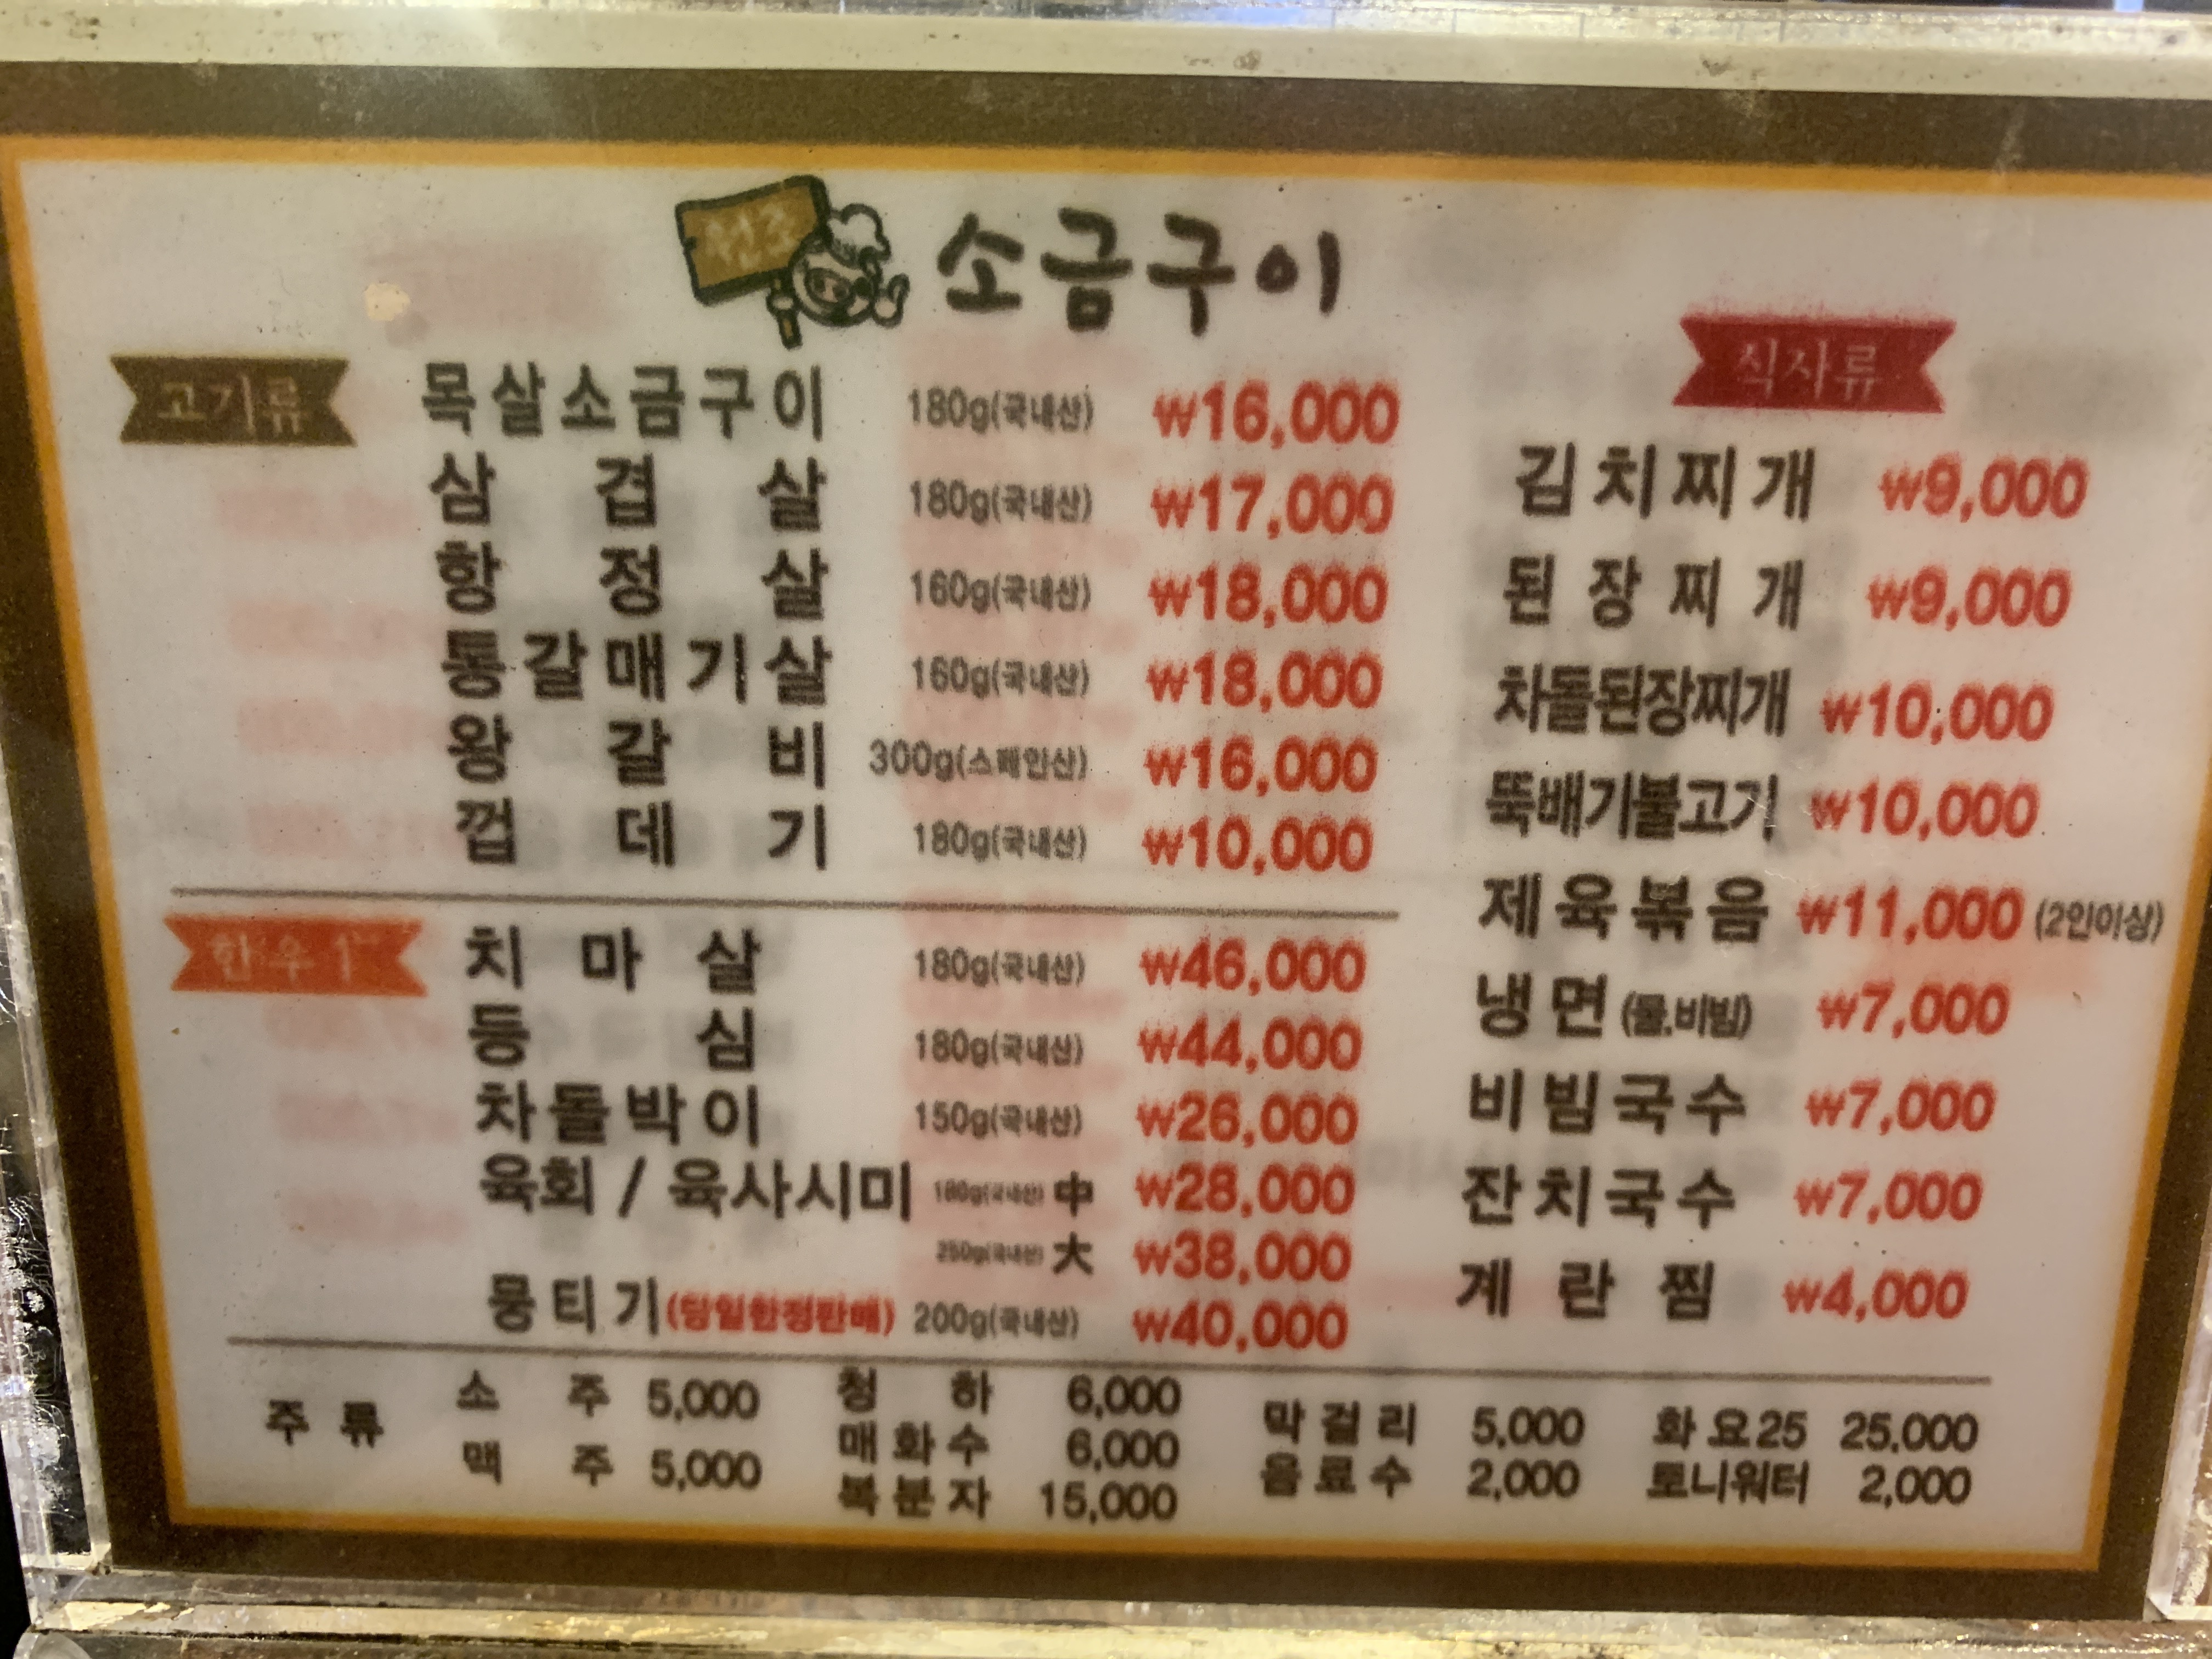 소금구이
고기류
목살소금구이 180g(국내산) ₩16,000
삼겹살 180g(국내산) ₩17,000
항정살 160g(국내산) ₩18,000
통갈매기살 160g(국내산) ₩18,000
왕갈비 300g(스페인산) ₩16,000
껍데기 180g(국내산) ₩10,000
한우 1++
치마살 180g(국내산) ₩46,000
등심 180g(국내산) ₩44,000
차돌박이 150g(국내산) ₩26,000
육회 / 육사시미 180g(국내산) 中 ₩28,000
250g(국내산) 大 ₩38,000
뭉티기(당일한정판매) 200g(국내산) ₩40,000
식사류
김치찌개 ₩9,000
된장찌개 ₩9,000
차돌된장찌개 ₩10,000
뚝배기불고기 ₩10,000
제육볶음 ₩11,000 (2인이상)
냉면 (물.비빔) ₩7,000
비빔국수 ₩7,000
잔치국수 ₩7,000
계란찜 ₩4,000
주류
소주 5,000
맥주 5,000
청하 6,000
매화수 6,000
복분자 15,000
막걸리 5,000
음료수 2,000
화요25 25.000
토니워터 2,000